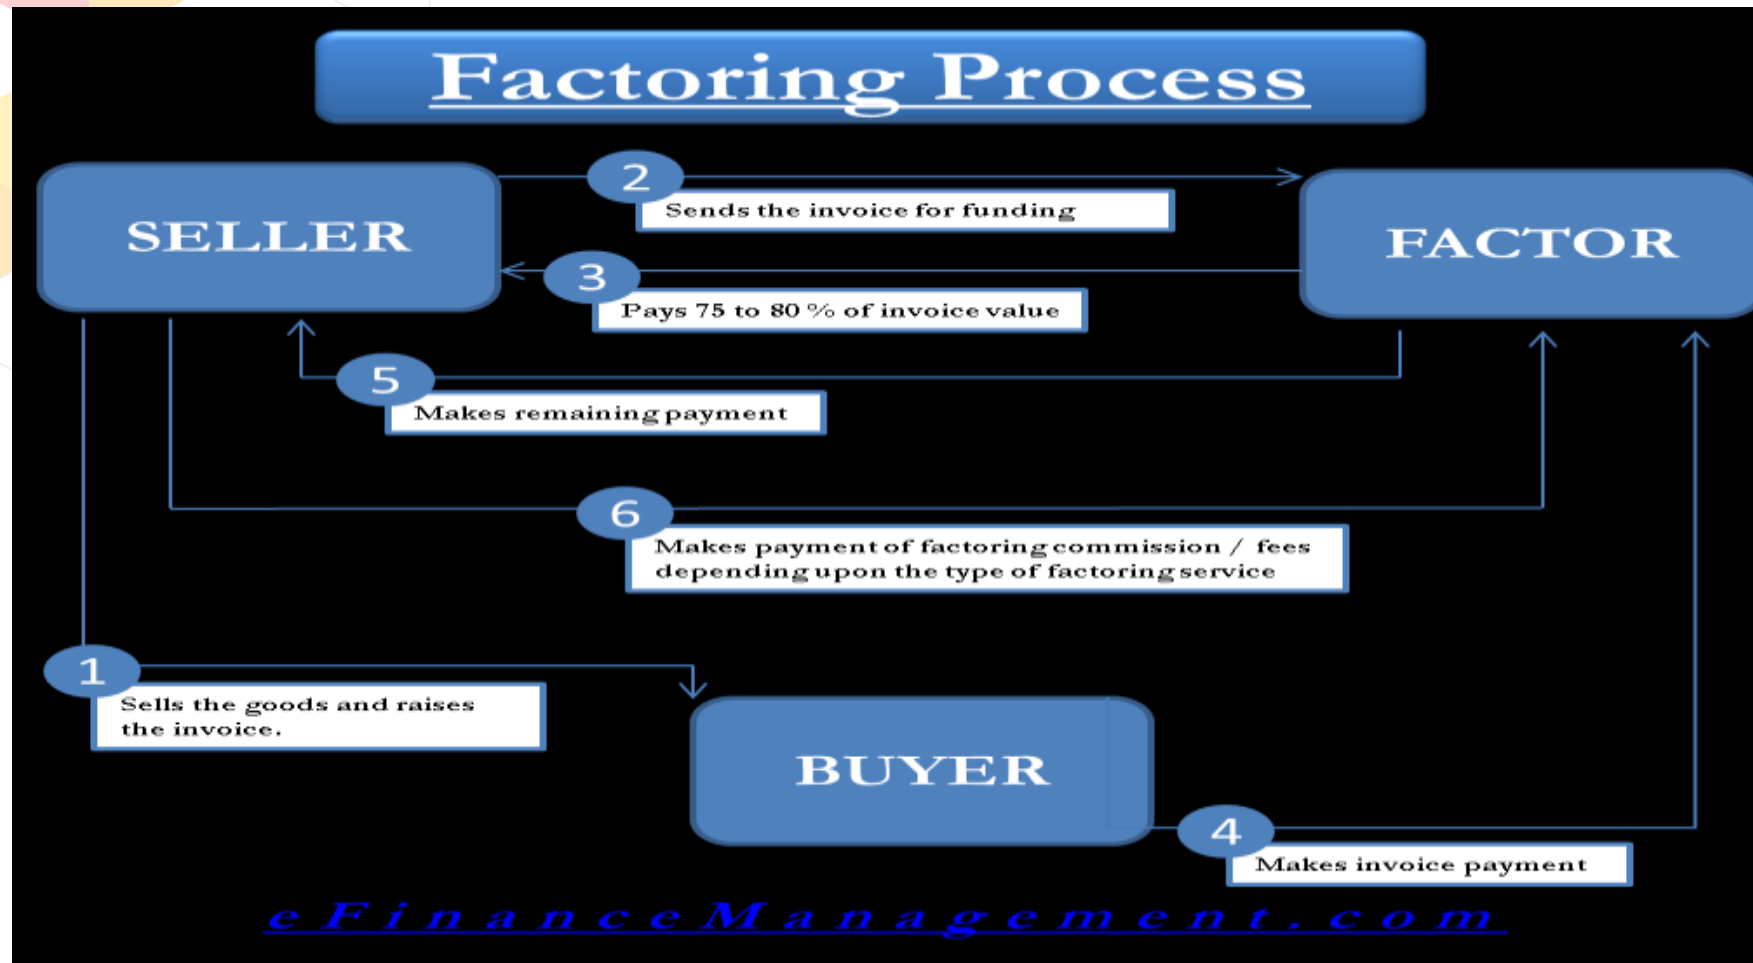 Factoring Process
SELLER
2
Sends the invoice for funding
FACTOR
3
Pays 75 to 80 % of invoice value
5
Makes remaining payment
6
Makes payment of factoring commission / fees
depending upon the type of factoring service
1
Sells the goods and raises
the invoice.
BUYER
4
Makes invoice payment
eFinanceManagement.com